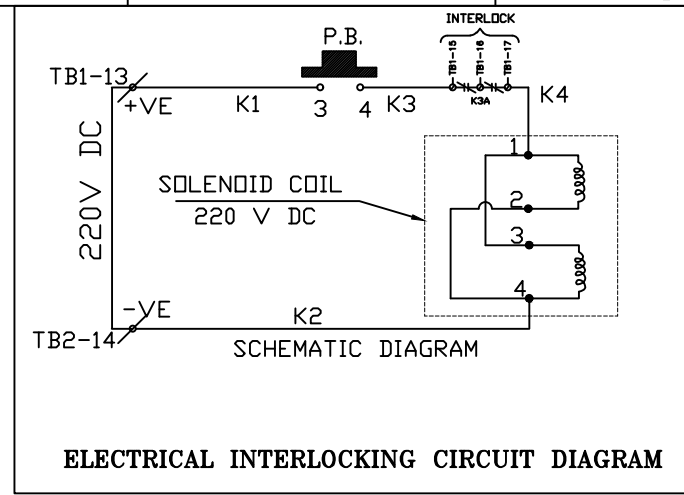 INTERLOCK
P.B.
TB1-15
TB1-16
TB1-17
TB1-13
+VE
K1
3
4
K3
K3A
K4
220V DC
SOLENOID COIL
220 V DC
1
2
3
4
-VE
K2
TB2-14
SCHEMATIC DIAGRAM
ELECTRICAL INTERLOCKING CIRCUIT DIAGRAM